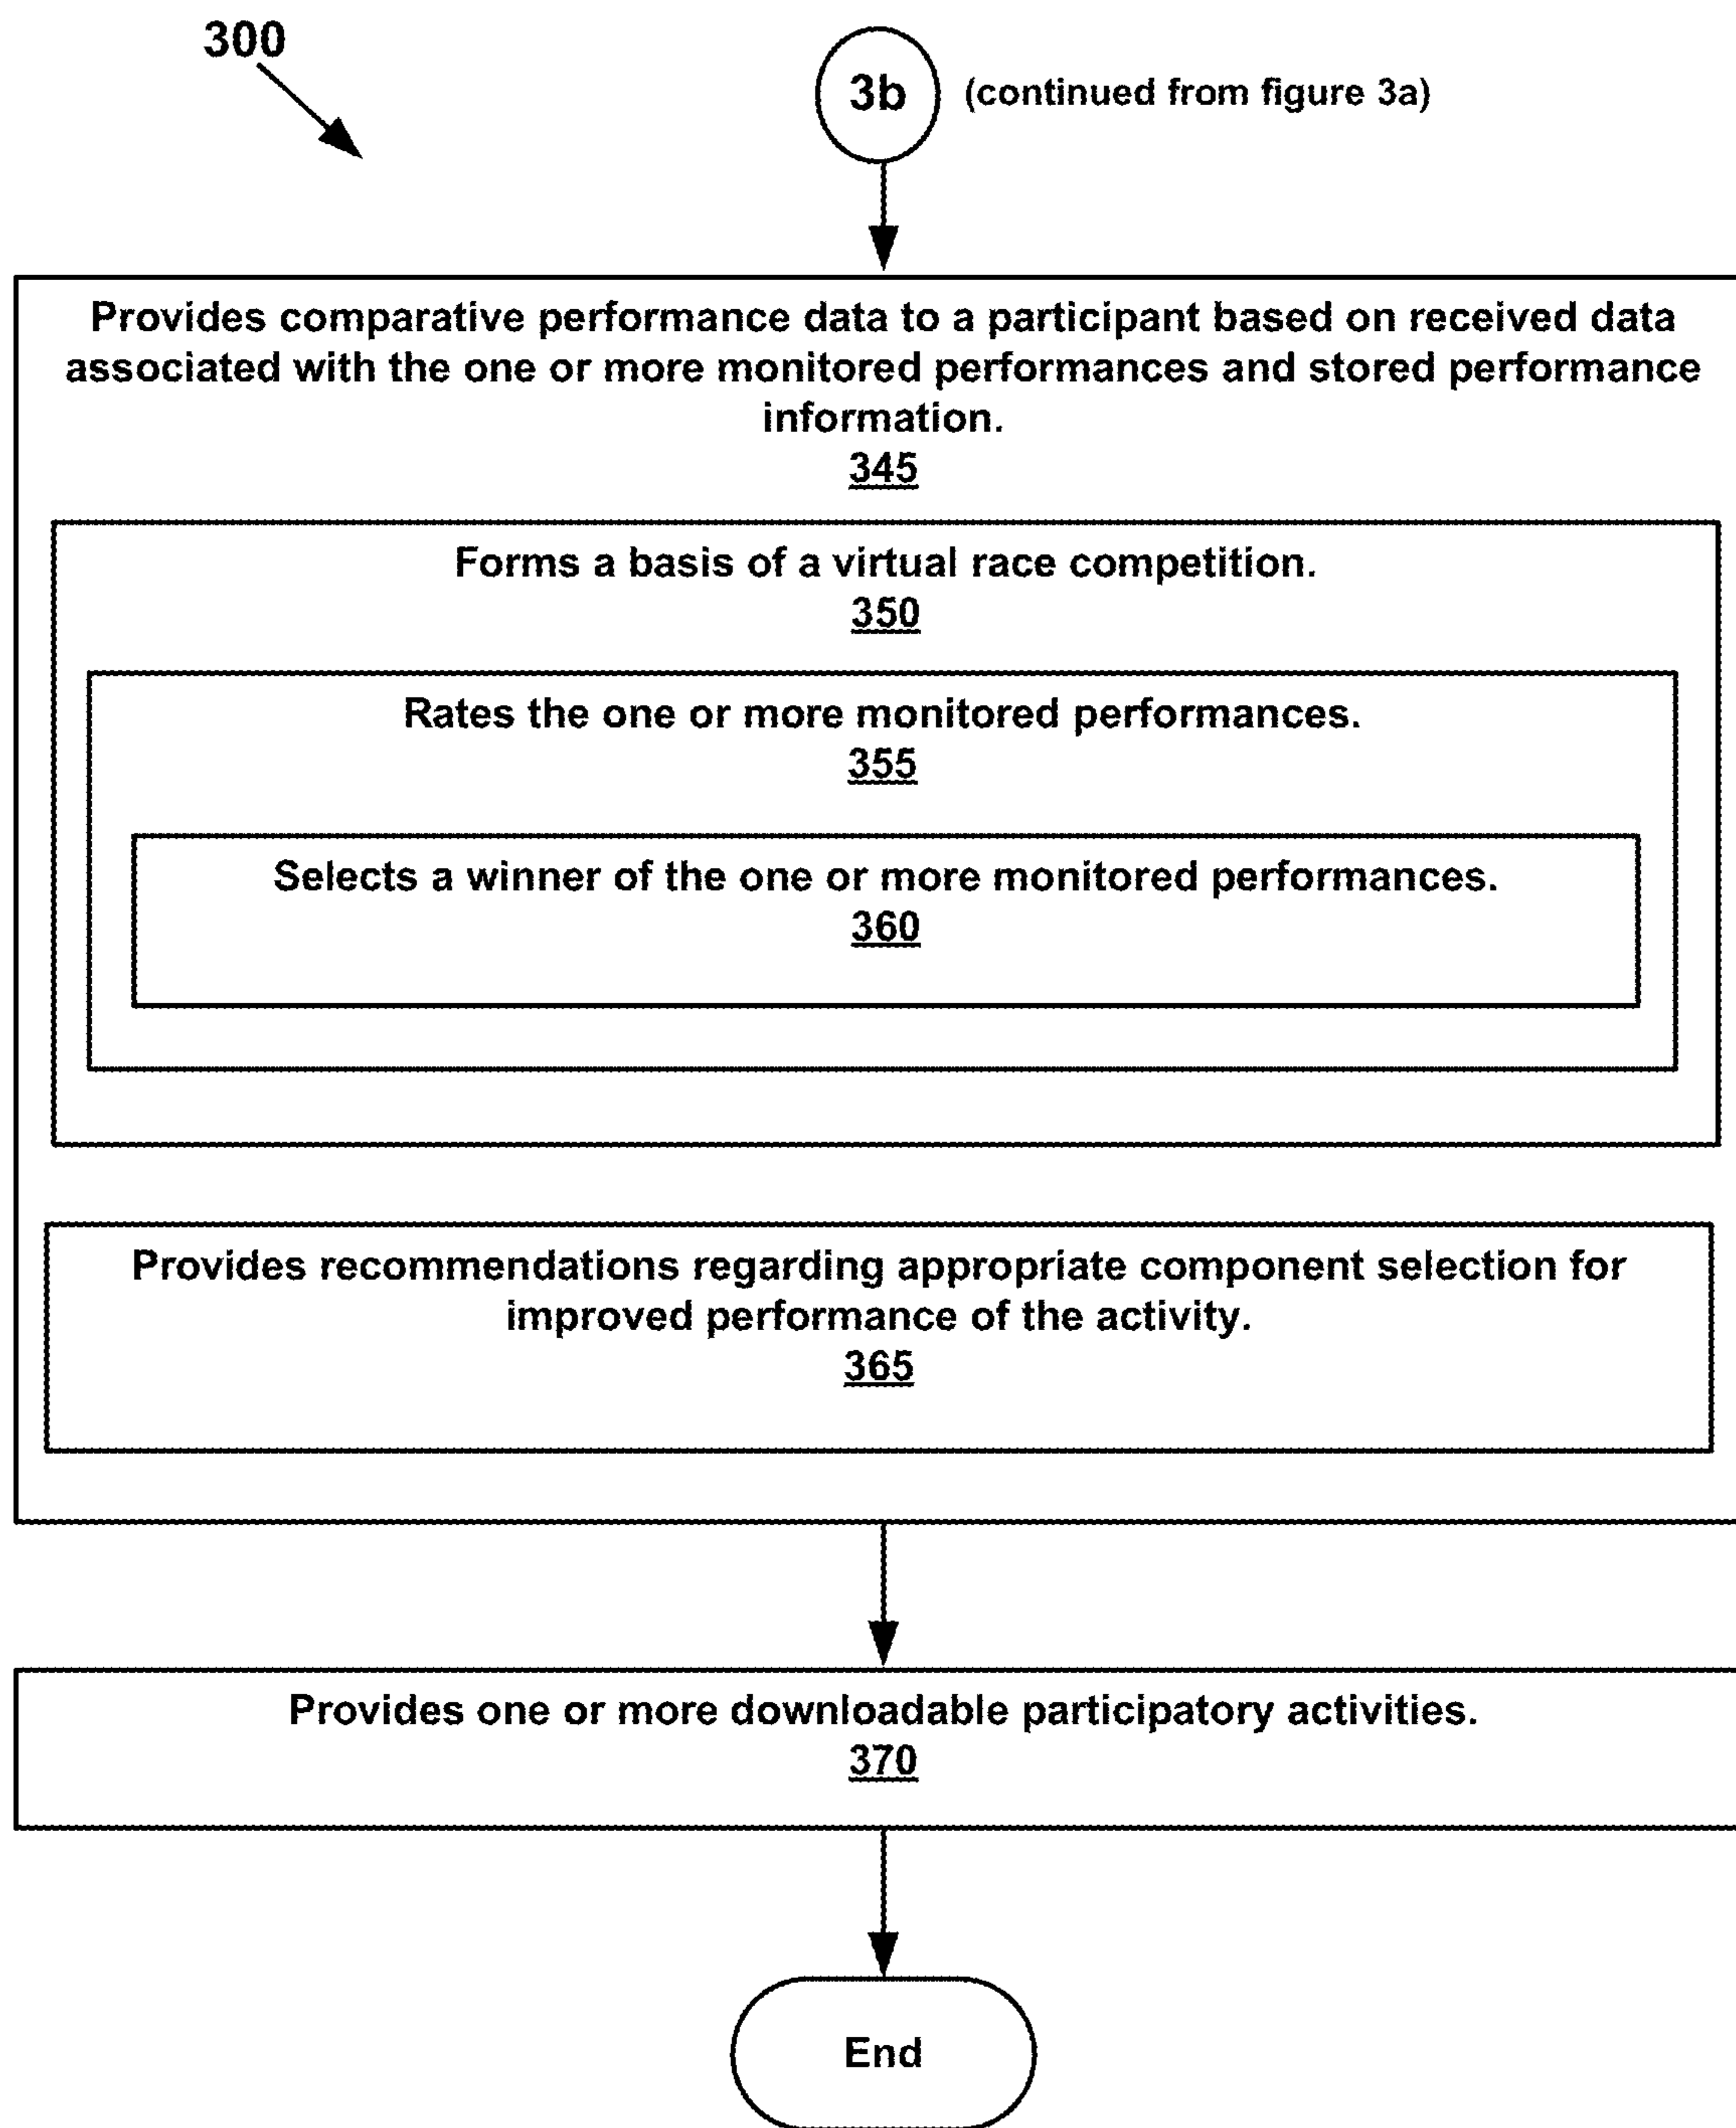 300
3b
(continued from figure 3a)
Provides comparative performance data to a participant based on received data
associated with the one or more monitored performances and stored performance
information.
345
Forms a basis of a virtual race competition.
350
Rates the one or more monitored performances.
355
Selects a winner of the one or more monitored performances.
360
Provides recommendations regarding appropriate component selection for
improved performance of the activity.
365
Provides one or more downloadable participatory activities.
370
End